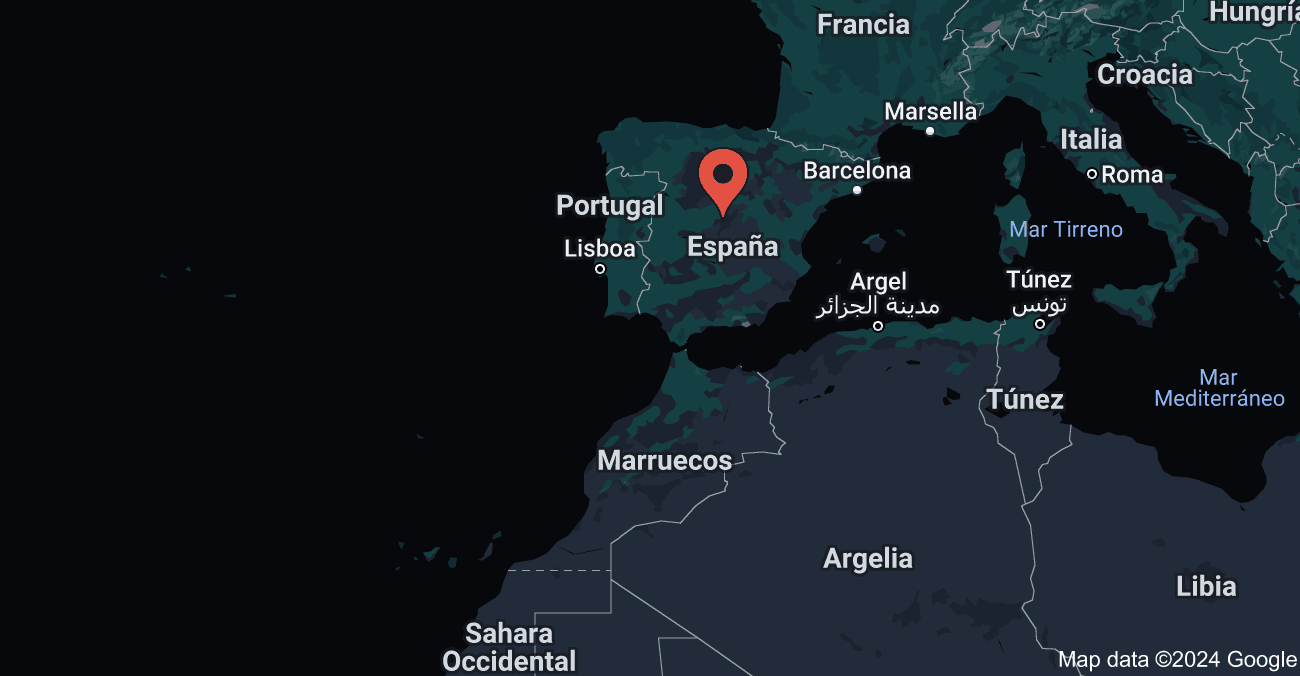 Francia
Hungría
Croacia
Marsella
Italia
Barcelona
Roma
Portugal
Mar Tirreno
España
Lisboa
Argel
مدينة الجزائر
Túnez
تونس
Mar
Mediterráneo
Túnez
Marruecos
Argelia
Libia
Sahara
Occidental
Map data ©2024 Google